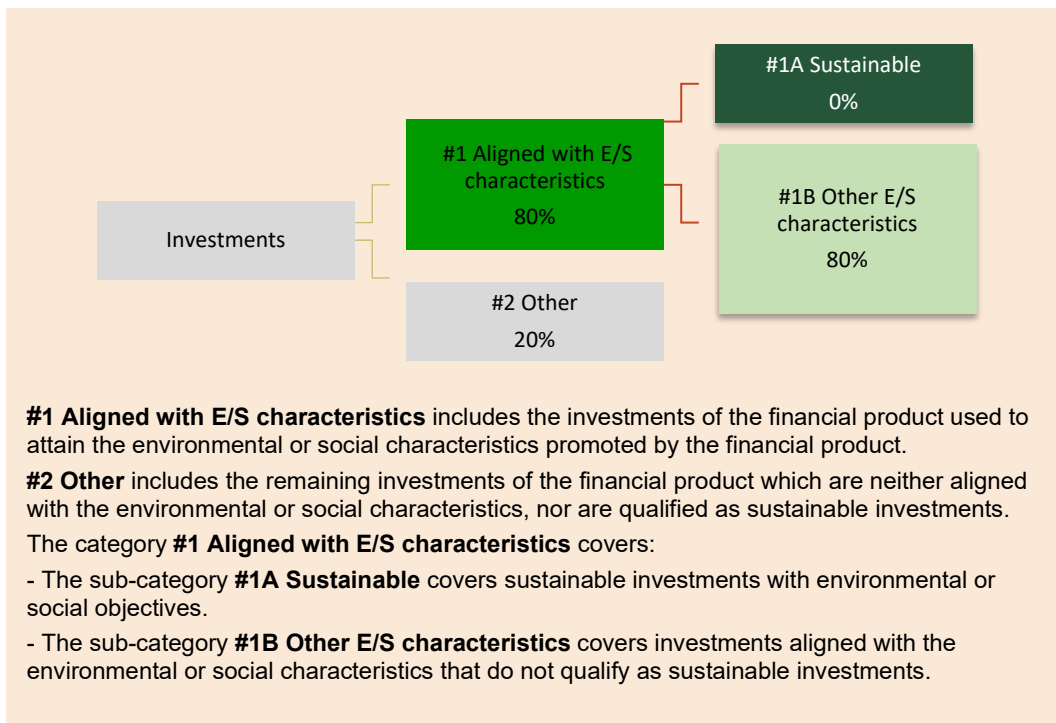 #1A Sustainable
0%
#1 Aligned with E/S
characteristics
80%
#1B Other E/S
characteristics
80%
Investments
#2 Other
20%
#1 Aligned with E/S characteristics includes the investments of the financial product used to
attain the environmental or social characteristics promoted by the financial product.
#2 Other includes the remaining investments of the financial product which are neither aligned
with the environmental or social characteristics, nor are qualified as sustainable investments.
The category #1 Aligned with E/S characteristics covers:
- The sub-category #1A Sustainable covers sustainable investments with environmental or
social objectives.
- The sub-category #1B Other E/S characteristics covers investments aligned with the
environmental or social characteristics that do not qualify as sustainable investments.